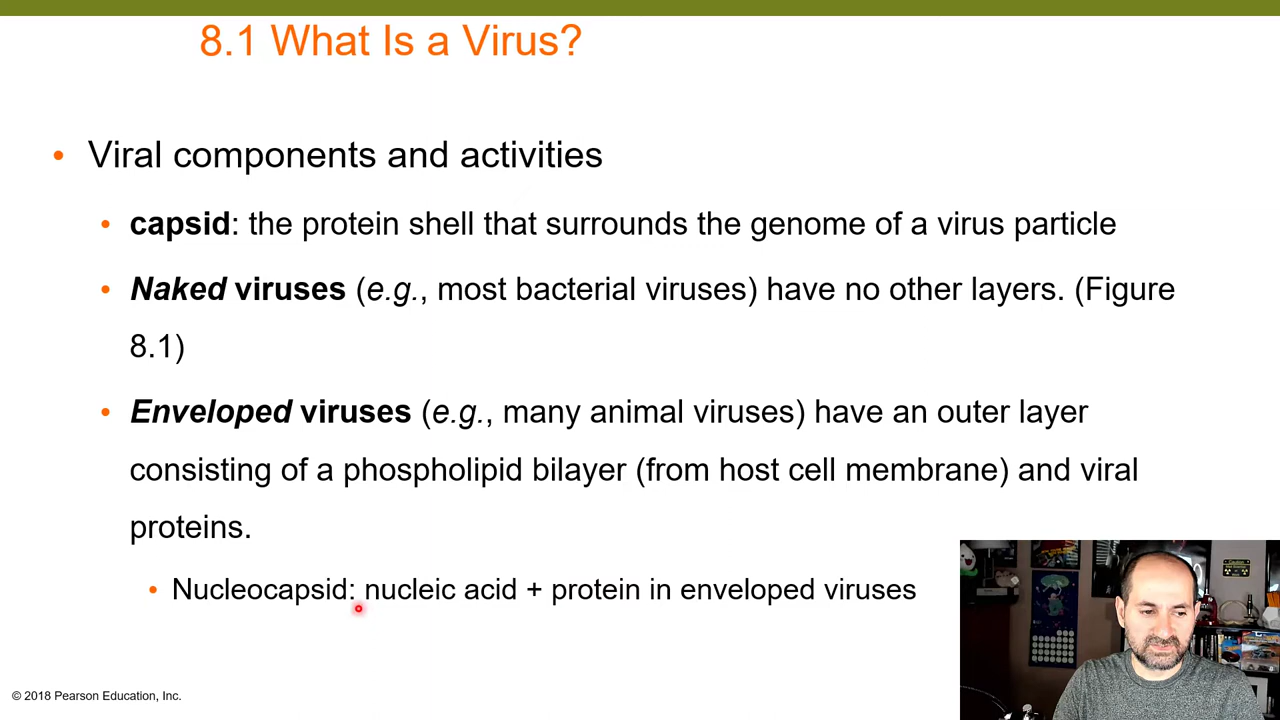 8.1 What Is a Virus?
• Viral components and activities
• capsid: the protein shell that surrounds the genome of a virus particle
• Naked viruses (e.g., most bacterial viruses) have no other layers. (Figure
8.1)
• Enveloped viruses (e.g., many animal viruses) have an outer layer
consisting of a phospholipid bilayer (from host cell membrane) and viral
proteins.
• Nucleocapsid: nucleic acid + protein in enveloped viruses
Caution
© 2018 Pearson Education, Inc.